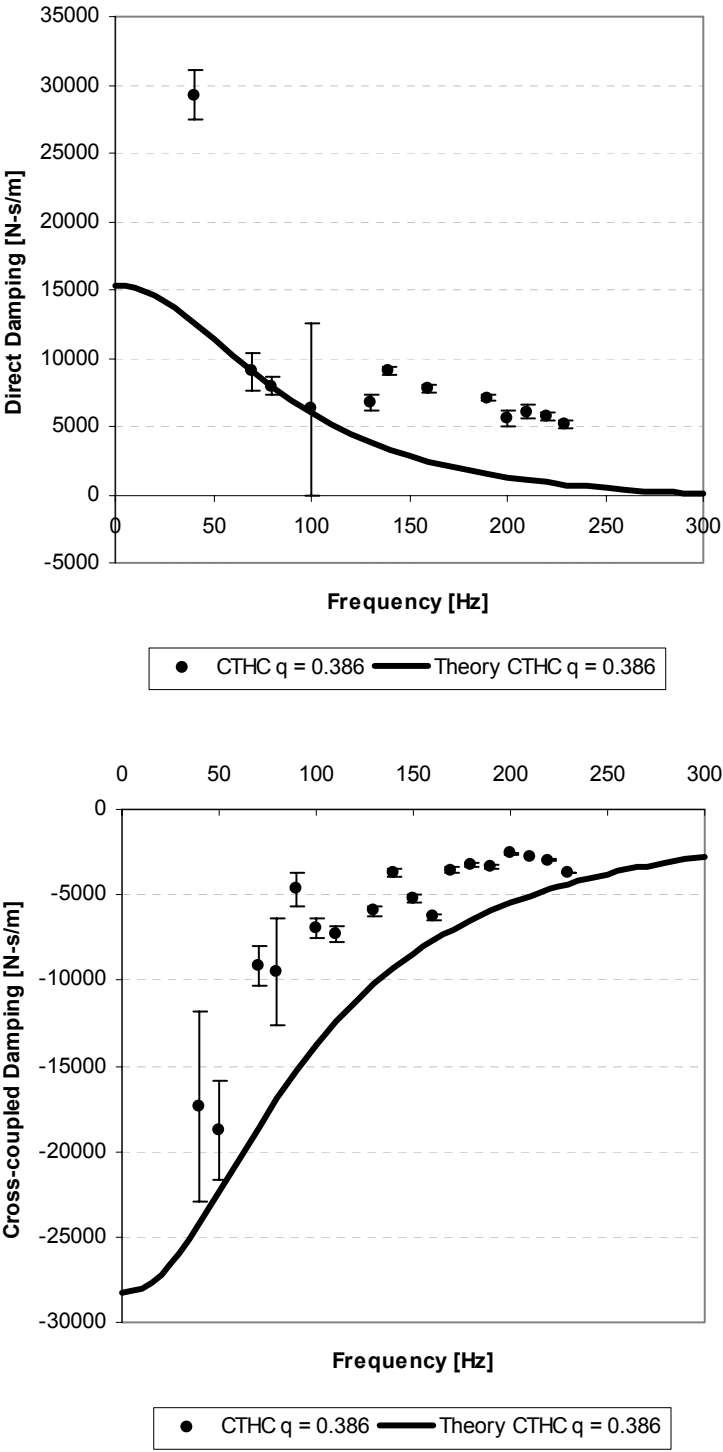 35000
30000
25000
20000
15000
10000
5000
0
-5000
0 50 100 150 200 250 300
Direct Damping [N-s/m]
Frequency [Hz]
CTHC q = 0.386 Theory CTHC q = 0.386
0 50 100 150 200 250 300
0
-5000
-10000
-15000
-20000
-25000
-30000
Cross-coupled Damping [N-s/m]
Frequency [Hz]
CTHC q = 0.386 Theory CTHC q = 0.386